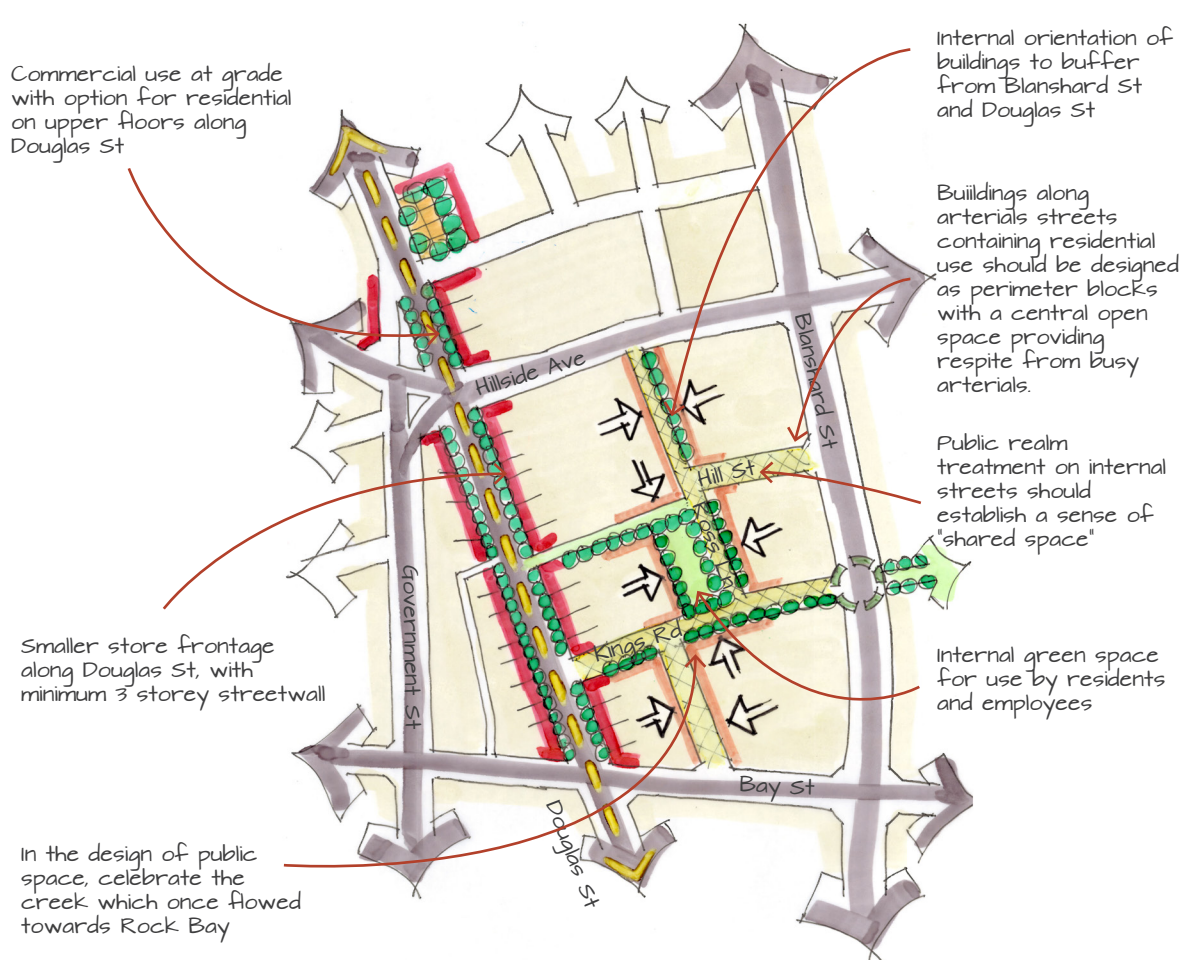 Commercial use at grade
with option for residential
on upper floors along
Douglas St
Internal orientation of
buildings to buffer
from Blanshard St
and Douglas St
Buiildings along
arterials streets
containing residential
use should be designed
as perimeter blocks
with a central open
space providing
respite from busy
arterials.
Public realm
treatment on internal
streets should
establish a sense of
"shared space"
Internal green space
for use by residents
and employees
Smaller store frontage
along Douglas St, with
minimum 3 storey streetwall
In the design of public
space, celebrate the
creek which once flowed
towards Rock Bay
Hillside Ave
Blanshard St
Hill St
Kings Rd
Government St
Bay St
Douglas St